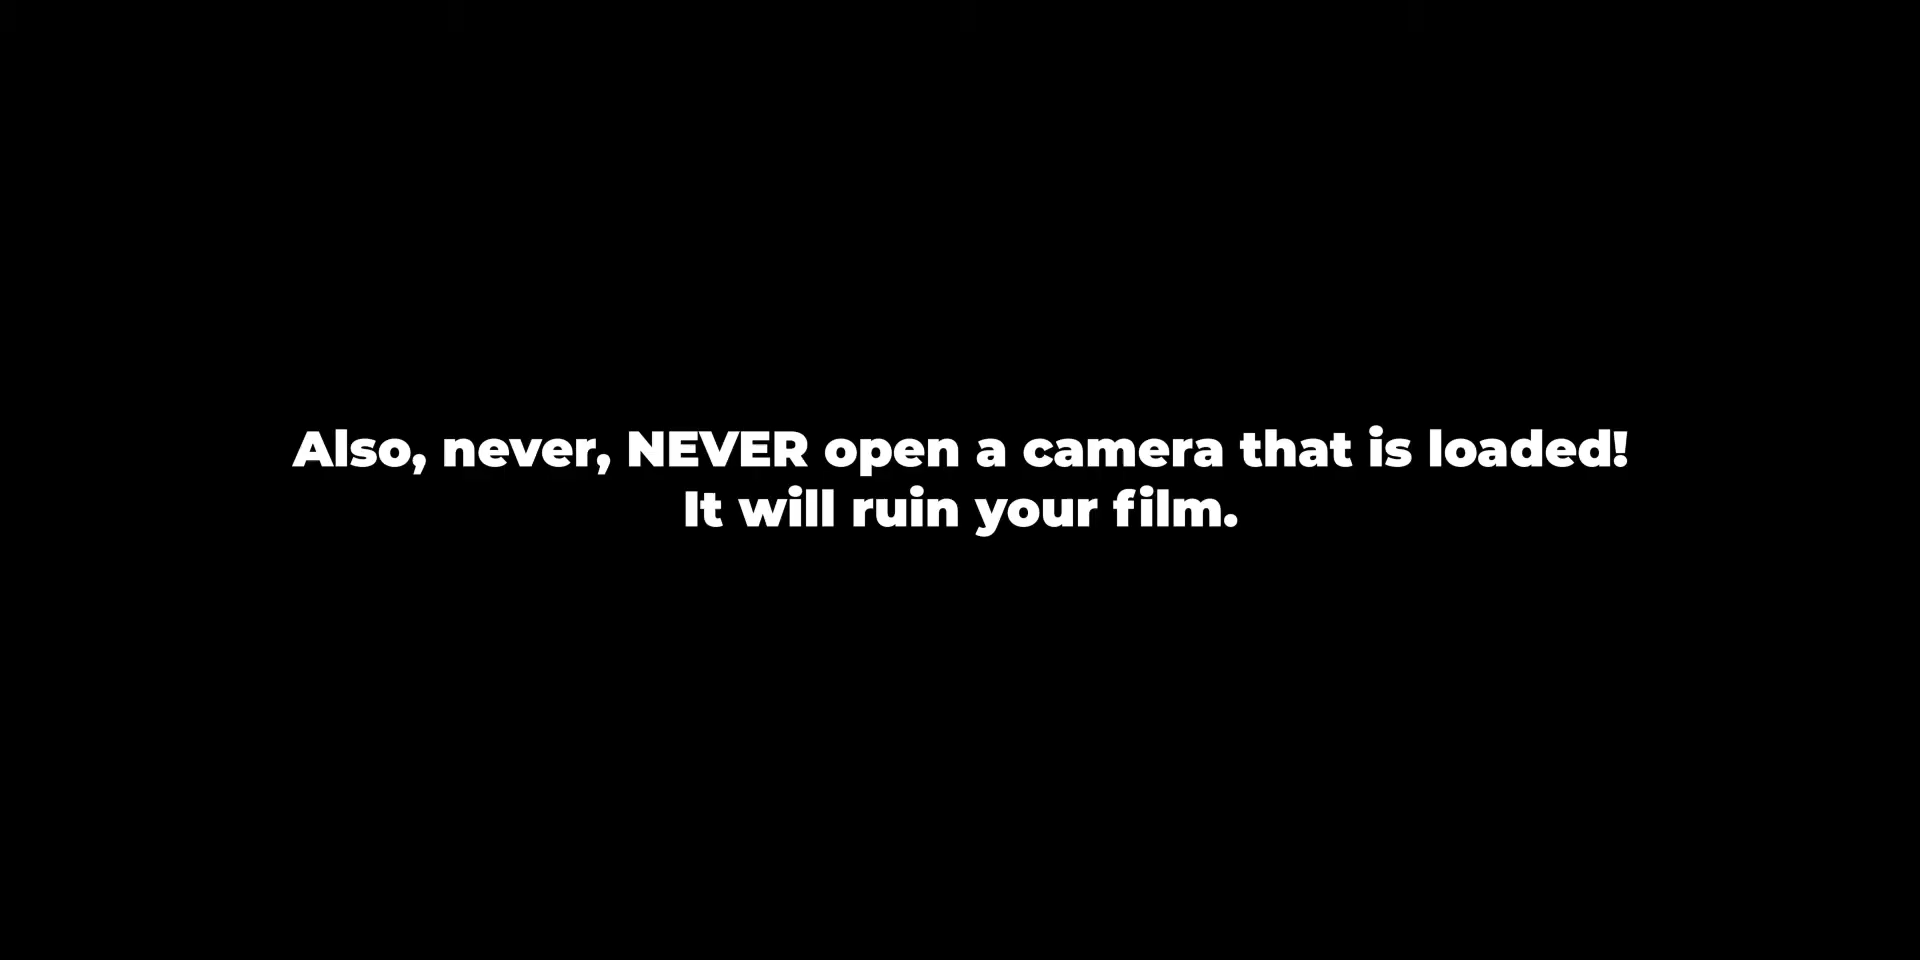 Also, never, NEVER open a camera that is loaded!
It will ruin your film.